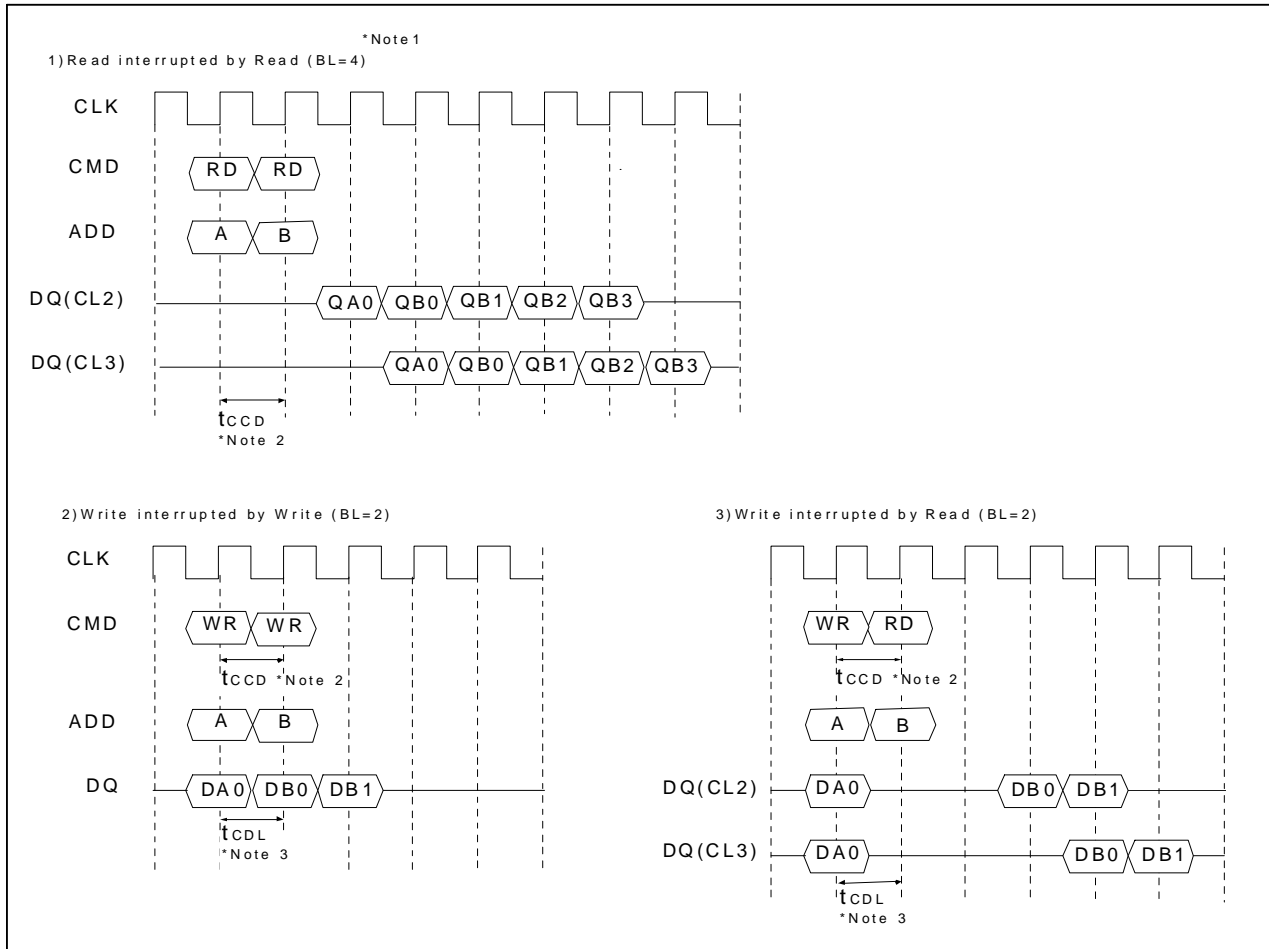 *Note1
1)Read interrupted by Read (BL=4)
CLK
CMD RD RD
ADD A B
DQ(CL2) QA0 QB0 QB1 QB2 QB3
DQ(CL3) QA0 QB0 QB1 QB2 QB3
tCCD
*Note 2
2)Write interrupted by Write (BL=2)
CLK
CMD WR WR
tCCD *Note 2
ADD A B
DQ DA0 DB0 DB1
tCDL
*Note 3
3)Write interrupted by Read (BL=2)
WR RD
tCCD *Note 2
A B
DQ(CL2) DA0 DB0 DB1
DQ(CL3) DA0 DB0 DB1
tCDL
*Note 3